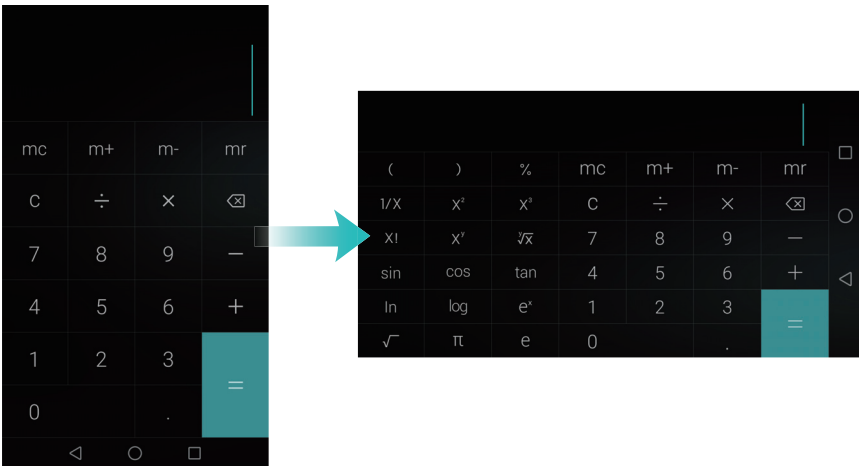 mc m+ m- mr
C ÷ × ⌫
7 8 9 −
4 5 6 +
1 2 3
=
0 .
( ) % mc m+ m- mr
1/X X² X³ C ÷ × ⌫
X! Xʸ ʸ√X 7 8 9 −
sin cos tan 4 5 6 +
ln log eˣ 1 2 3
=
√ π e 0 .